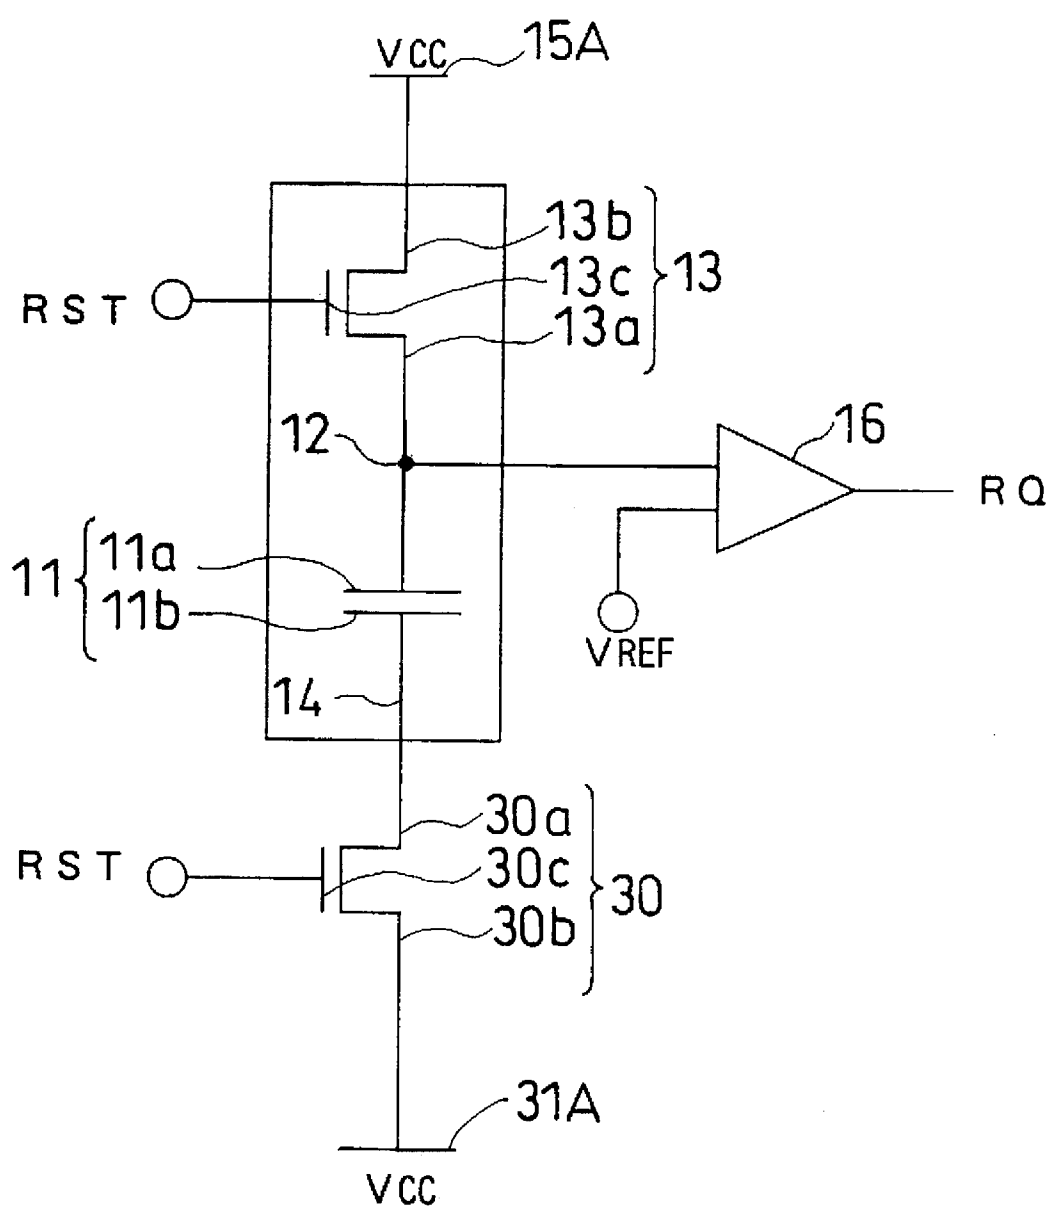 VCC
15A
13b
13c
13a
13
RST
12
16
RQ
11
11a
11b
VREF
14
30a
30c
30b
30
RST
31A
VCC